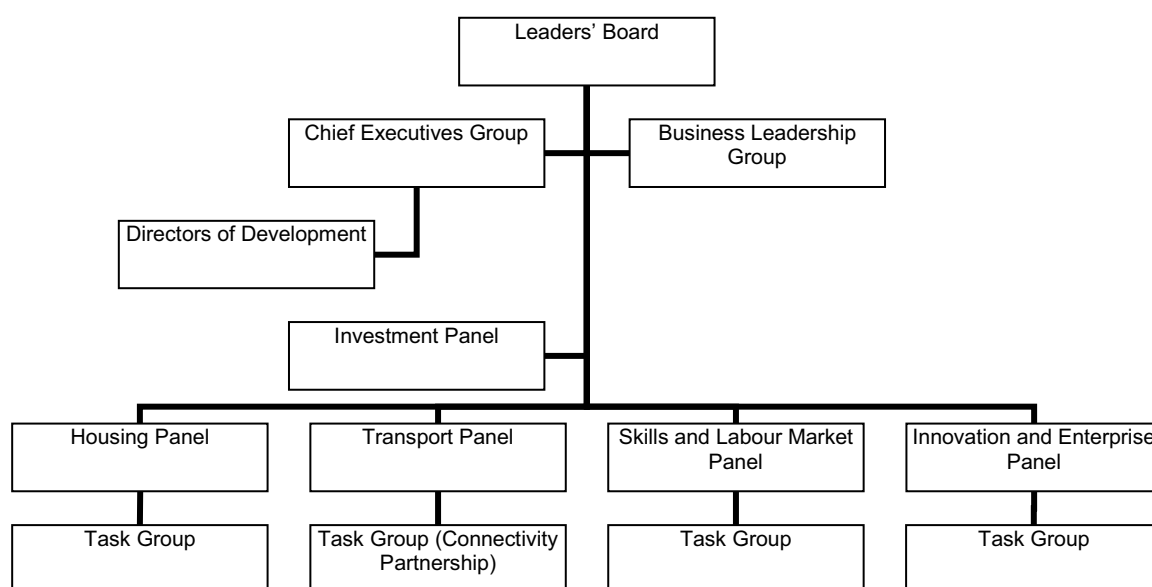 Leaders’ Board
Chief Executives Group
Business Leadership
Group
Directors of Development
Investment Panel
Housing Panel
Transport Panel
Skills and Labour Market
Panel
Innovation and Enterprise
Panel
Task Group
Task Group (Connectivity
Partnership)
Task Group
Task Group